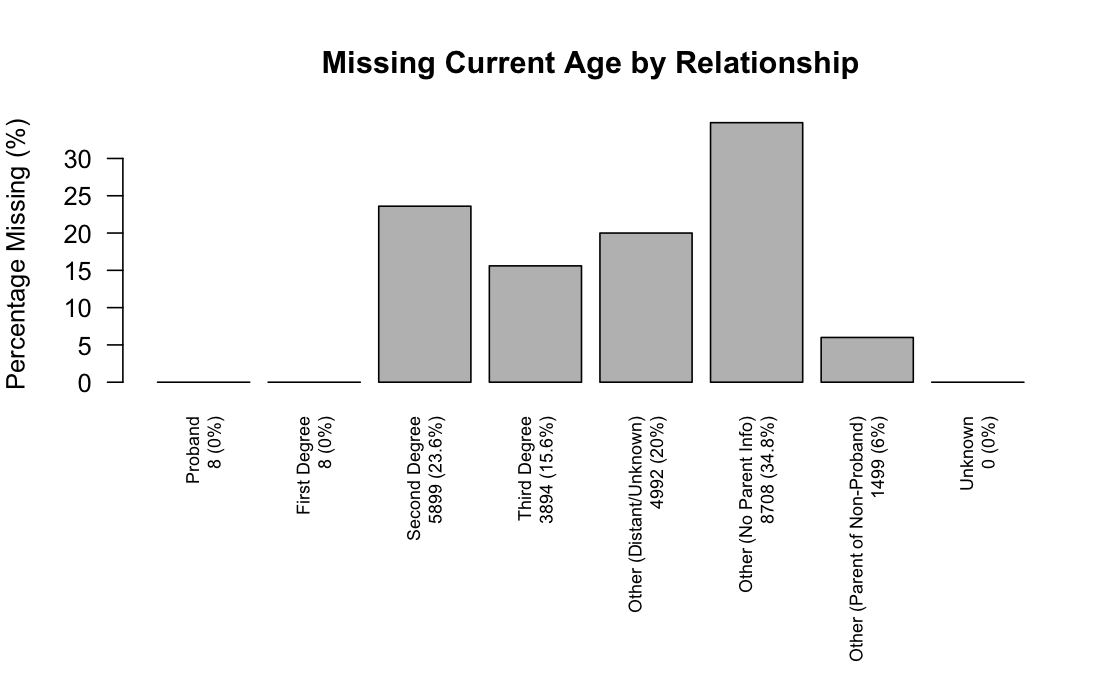 Missing Current Age by Relationship
Percentage Missing (%)
30
25
20
15
10
5
0
Proband
8 (0%)
First Degree
8 (0%)
Second Degree
5899 (23.6%)
Third Degree
3894 (15.6%)
Other (Distant/Unknown)
4992 (20%)
Other (No Parent Info)
8708 (34.8%)
Other (Parent of Non-Proband)
1499 (6%)
Unknown
0 (0%)